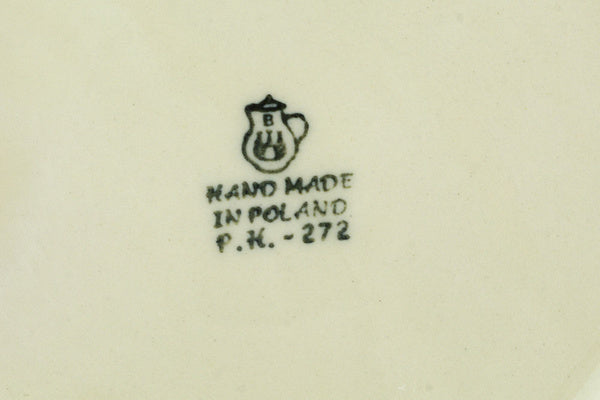 B
HAND MADE
IN POLAND
P.H. - 272